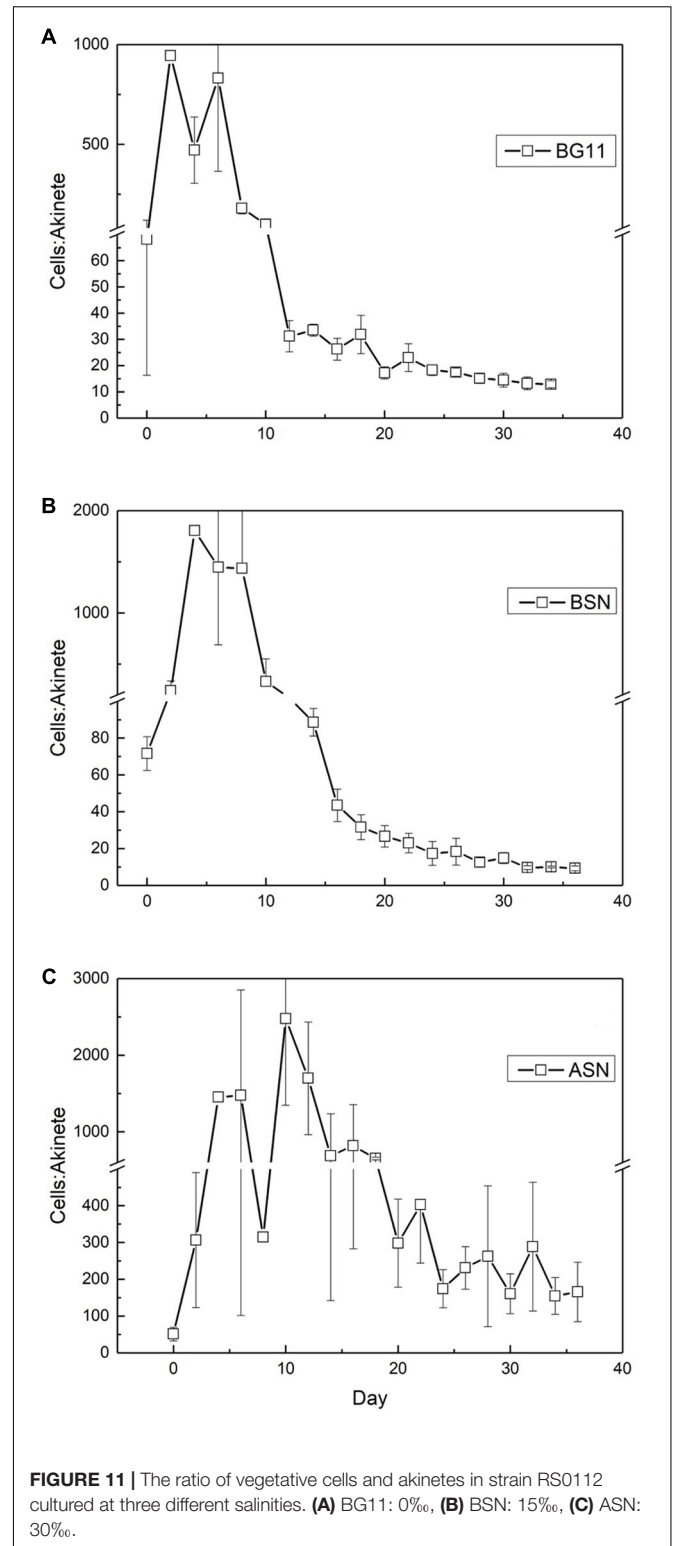 A
1000
500
60
50
40
30
20
10
0
Cells:Akinete
BG11
0 10 20 30 40
B
2000
1000
80
60
40
20
0
Cells:Akinete
BSN
0 10 20 30 40
C
3000
2000
1000
400
300
200
100
0
Cells:Akinete
ASN
0 10 20 30 40
Day
FIGURE 11 | The ratio of vegetative cells and akinetes in strain RS0112
cultured at three different salinities. (A) BG11: 0‰, (B) BSN: 15‰, (C) ASN:
30‰.